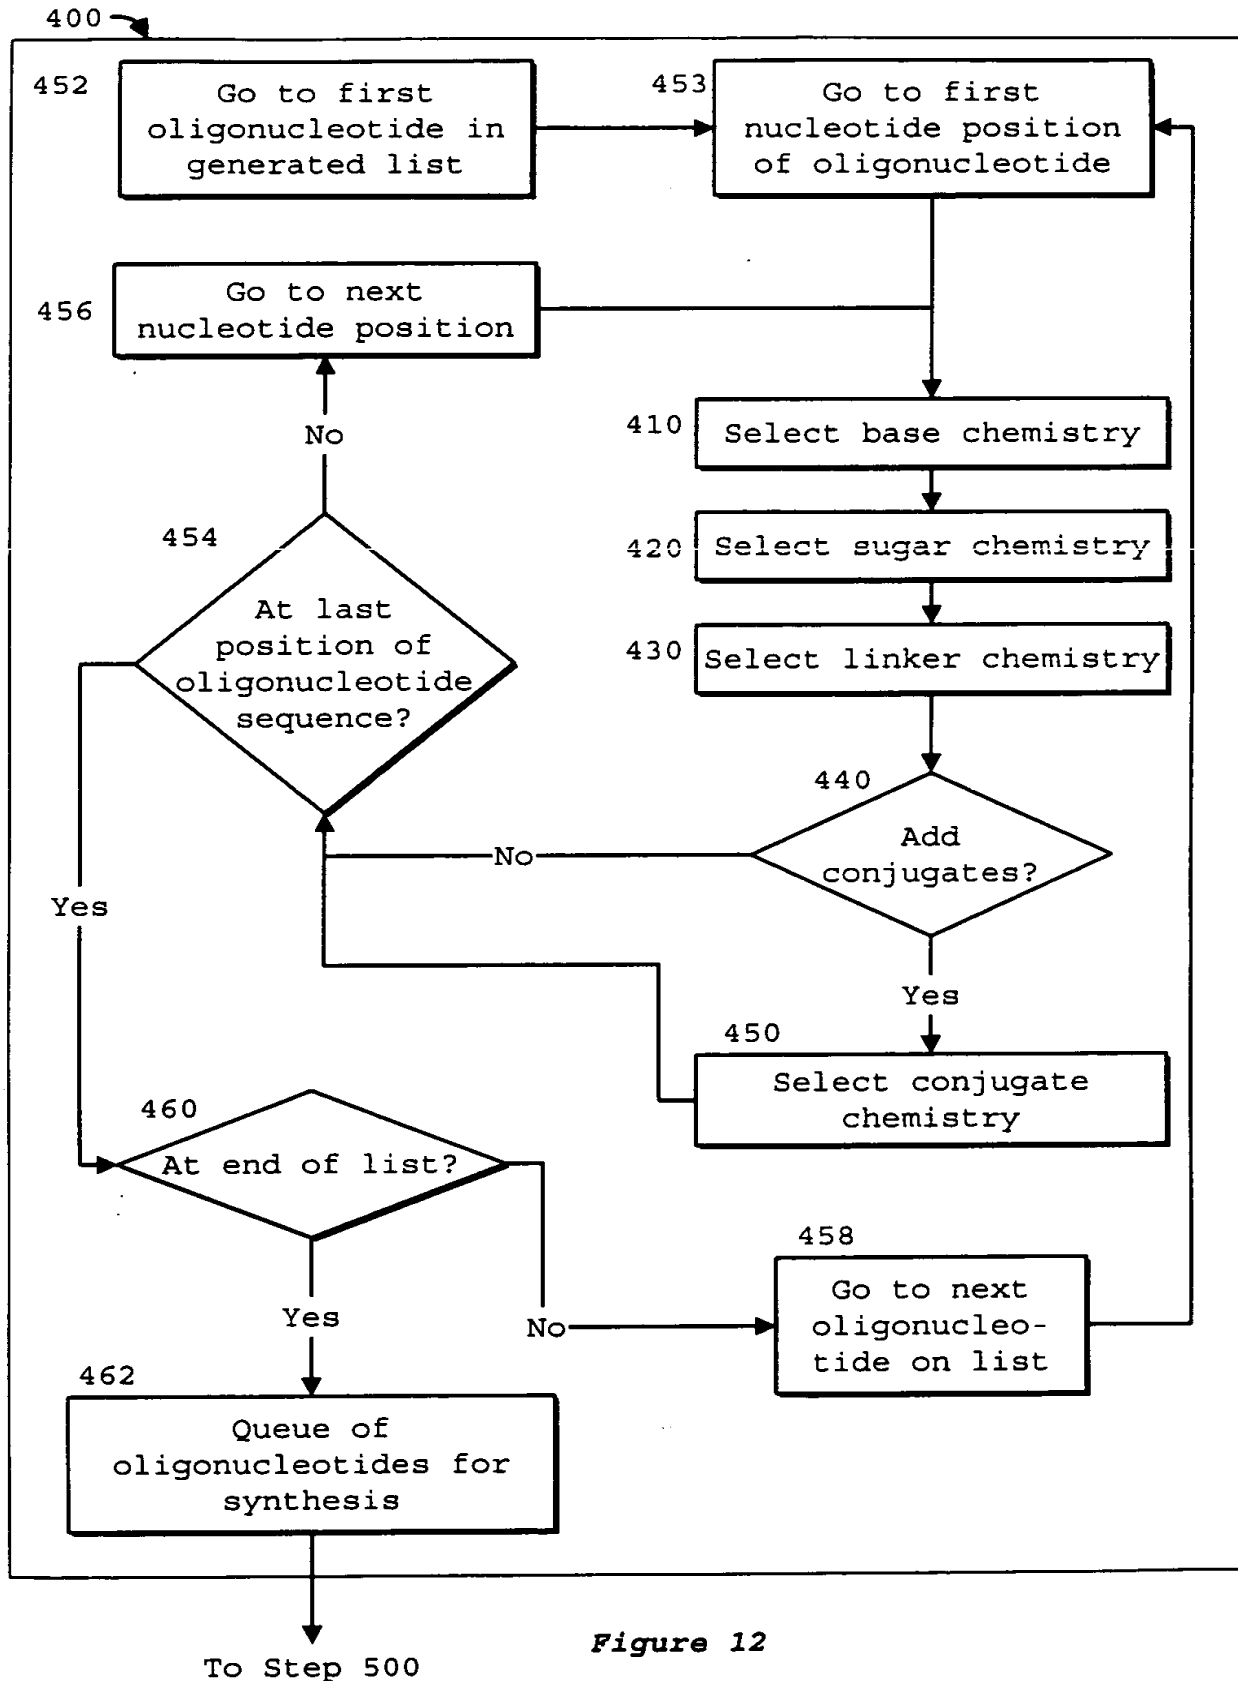 400
452
Go to first
oligonucleotide in
generated list
453
Go to first
nucleotide position
of oligonucleotide
456
Go to next
nucleotide position
No
410
Select base chemistry
454
At last
position of
oligonucleotide
sequence?
420
Select sugar chemistry
430
Select linker chemistry
440
Add
conjugates?
No
Yes
Yes
450
Select conjugate
chemistry
460
At end of list?
458
Go to next
oligonucleo-
tide on list
Yes
No
462
Queue of
oligonucleotides for
synthesis
To Step 500
Figure 12